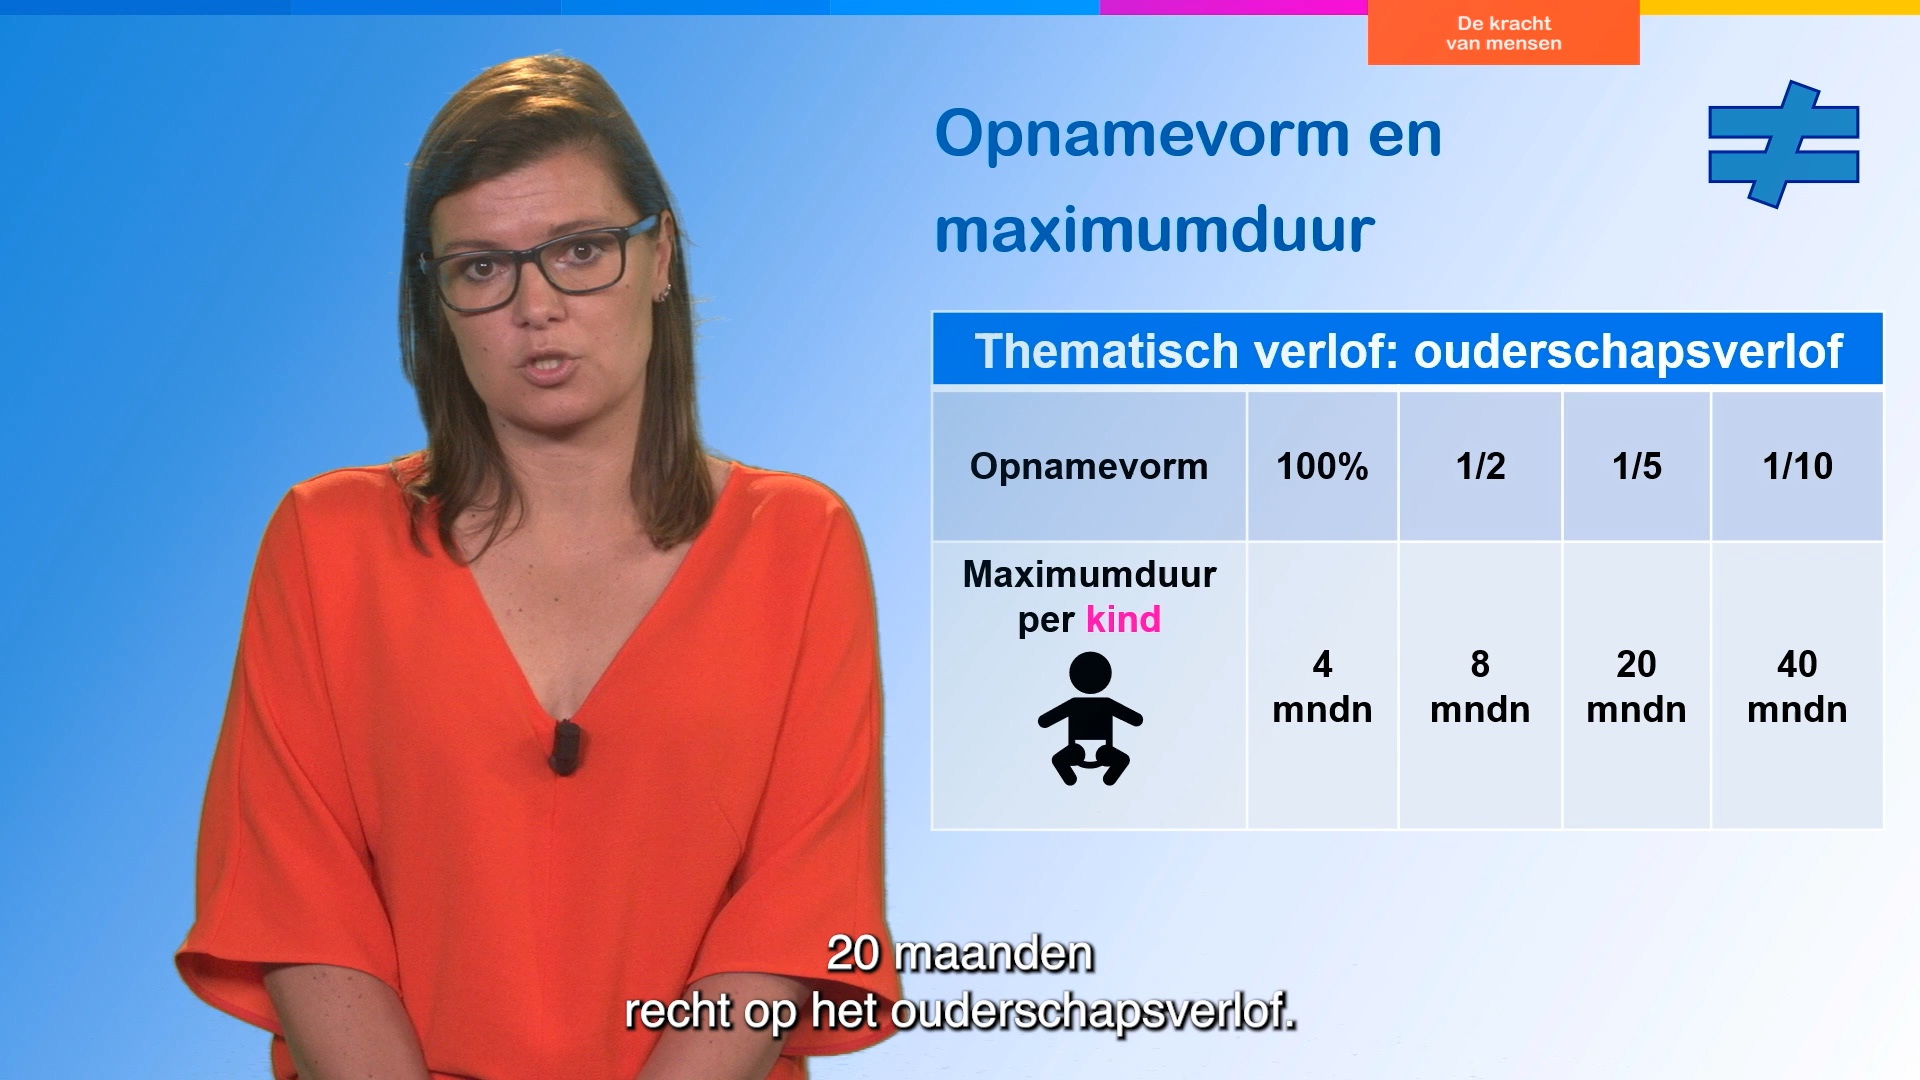 De kracht
van mensen
Opnamevorm en
maximumduur
Thematisch verlof: ouderschapsverlof
Opnamevorm 100% 1/2 1/5 1/10
Maximumduur
per kind
4 8 20 40
mndn mndn mndn mndn
20 maanden
recht op het ouderschapsverlof.